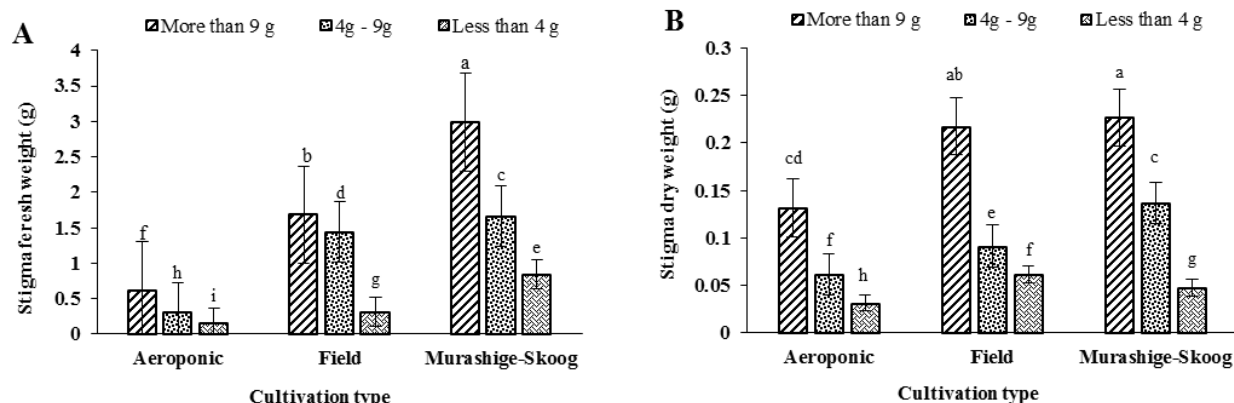 A
More than 9 g 4g - 9g Less than 4 g
Stigma feresh weight (g)
4
3.5
3
2.5
2
1.5
1
0.5
0
f h i b d g a c e
Aeroponic Field Murashige-Skoog
Cultivation type
B
More than 9 g 4g - 9g Less than 4 g
Stigma dry weight (g)
0.3
0.25
0.2
0.15
0.1
0.05
0
cd f h ab e f a c g
Aeroponic Field Murashige-Skoog
Cultivation type